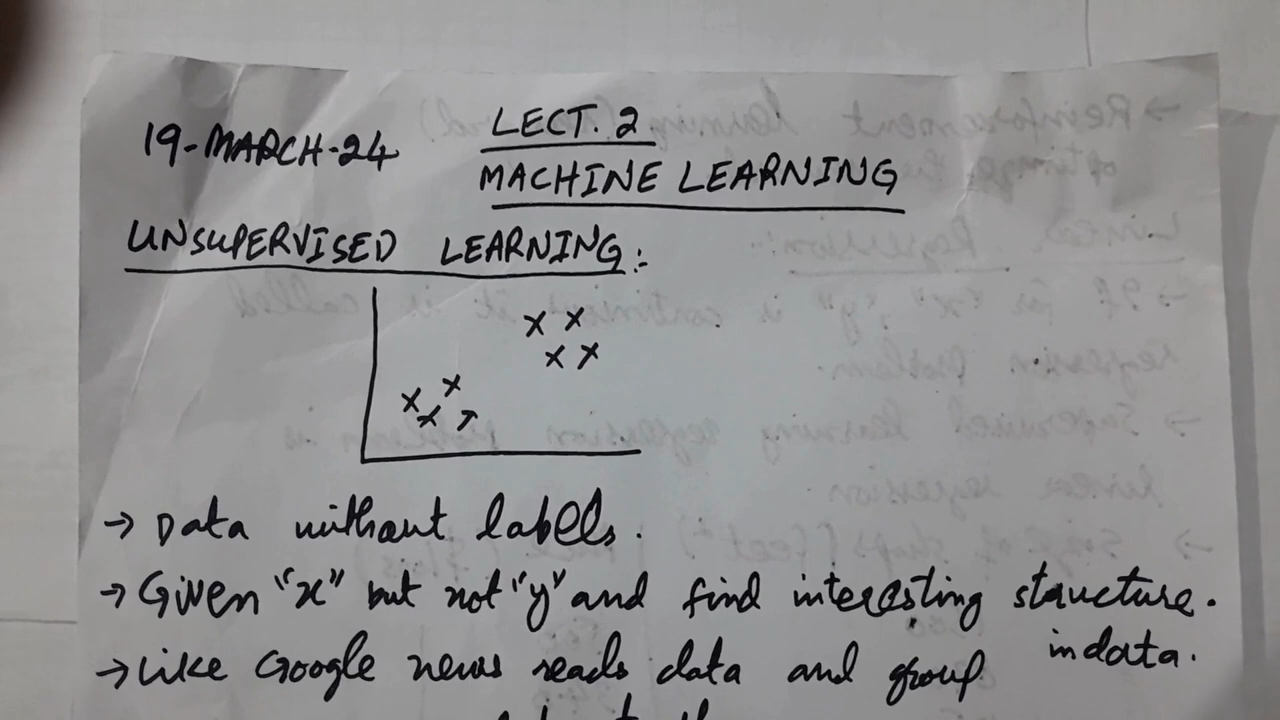 19-MARCH-24
LECT. 2
MACHINE LEARNING
UNSUPERVISED LEARNING:-
x x
x x
x x
x x
→ Data without labels.
→ Given "x" but not "y" and find interesting structure.
in data.
→ Like Google news reads data and group